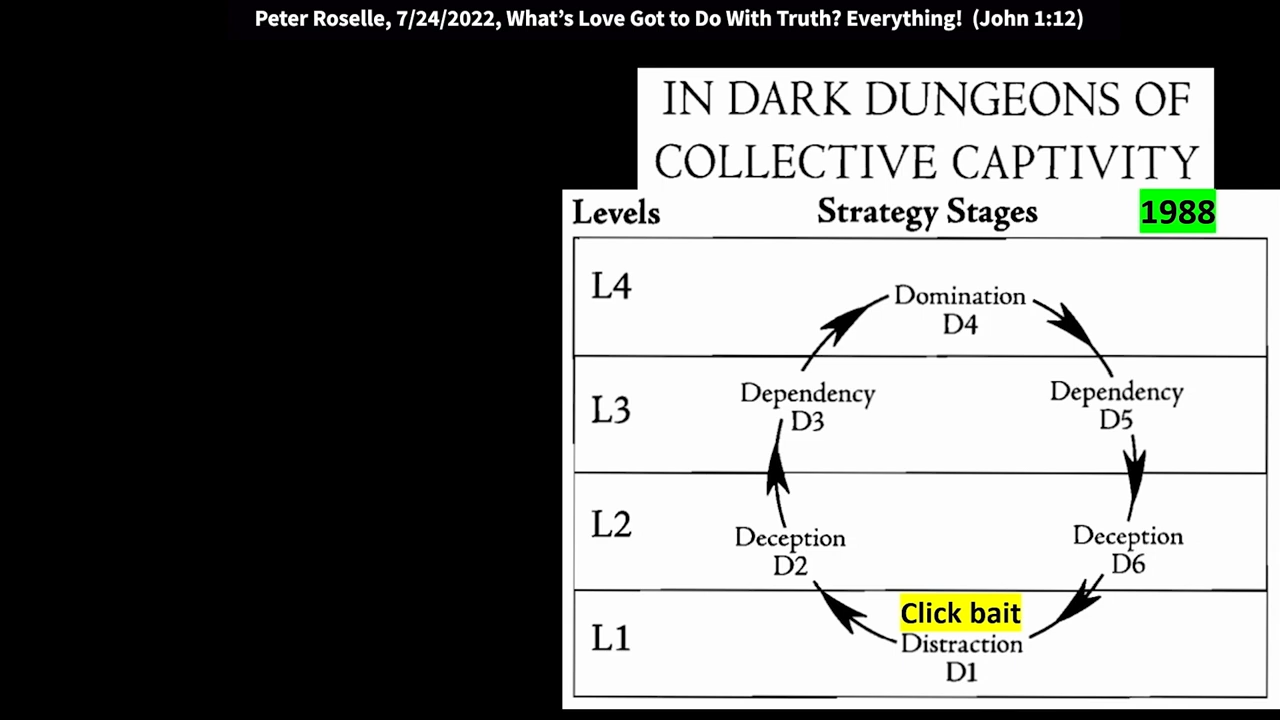 Peter Roselle, 7/24/2022, What’s Love Got to Do With Truth? Everything!  (John 1:12)
IN DARK DUNGEONS OF
COLLECTIVE CAPTIVITY
Levels
Strategy Stages
1988
L4
Domination
D4
L3
Dependency
D3
Dependency
D5
L2
Deception
D2
Deception
D6
L1
Click bait
Distraction
D1